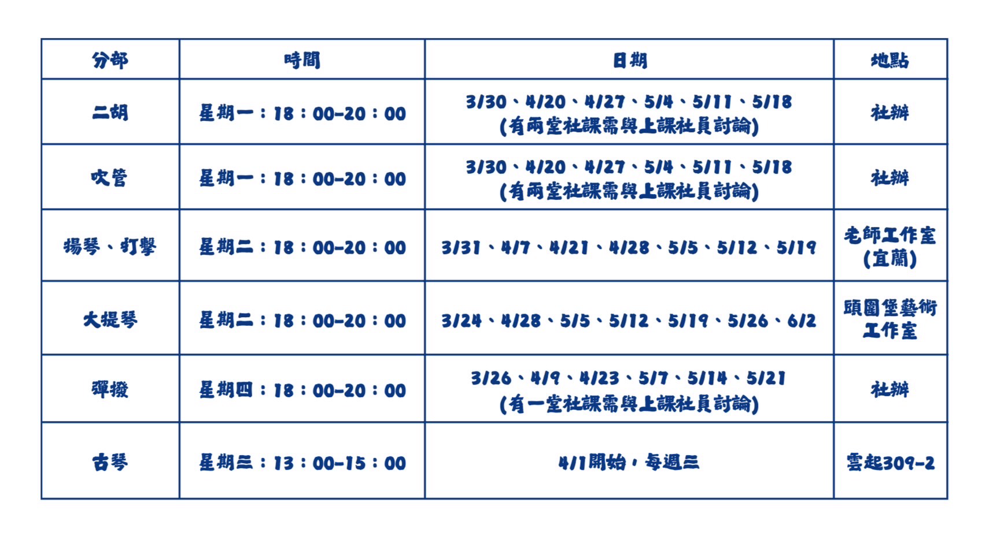 分部 時間 日期 地點
二胡 星期一：18：00-20：00 3/30、4/20、4/27、5/4、5/11、5/18
(有兩堂社課需與上課社員討論) 社辦
吹管 星期一：18：00-20：00 3/30、4/20、4/27、5/4、5/11、5/18
(有兩堂社課需與上課社員討論) 社辦
揚琴、打擊 星期二：18：00-20：00 3/31、4/7、4/21、4/28、5/5、5/12、5/19 老師工作室
(宜蘭)
大提琴 星期二：18：00-20：00 3/24、4/28、5/5、5/12、5/19、5/26、6/2 頭圍堡藝術
工作室
彈撥 星期四：18：00-20：00 3/26、4/9、4/23、5/7、5/14、5/21
(有一堂社課需與上課社員討論) 社辦
古琴 星期三：13：00-15：00 4/1開始，每週三 雲起309-2